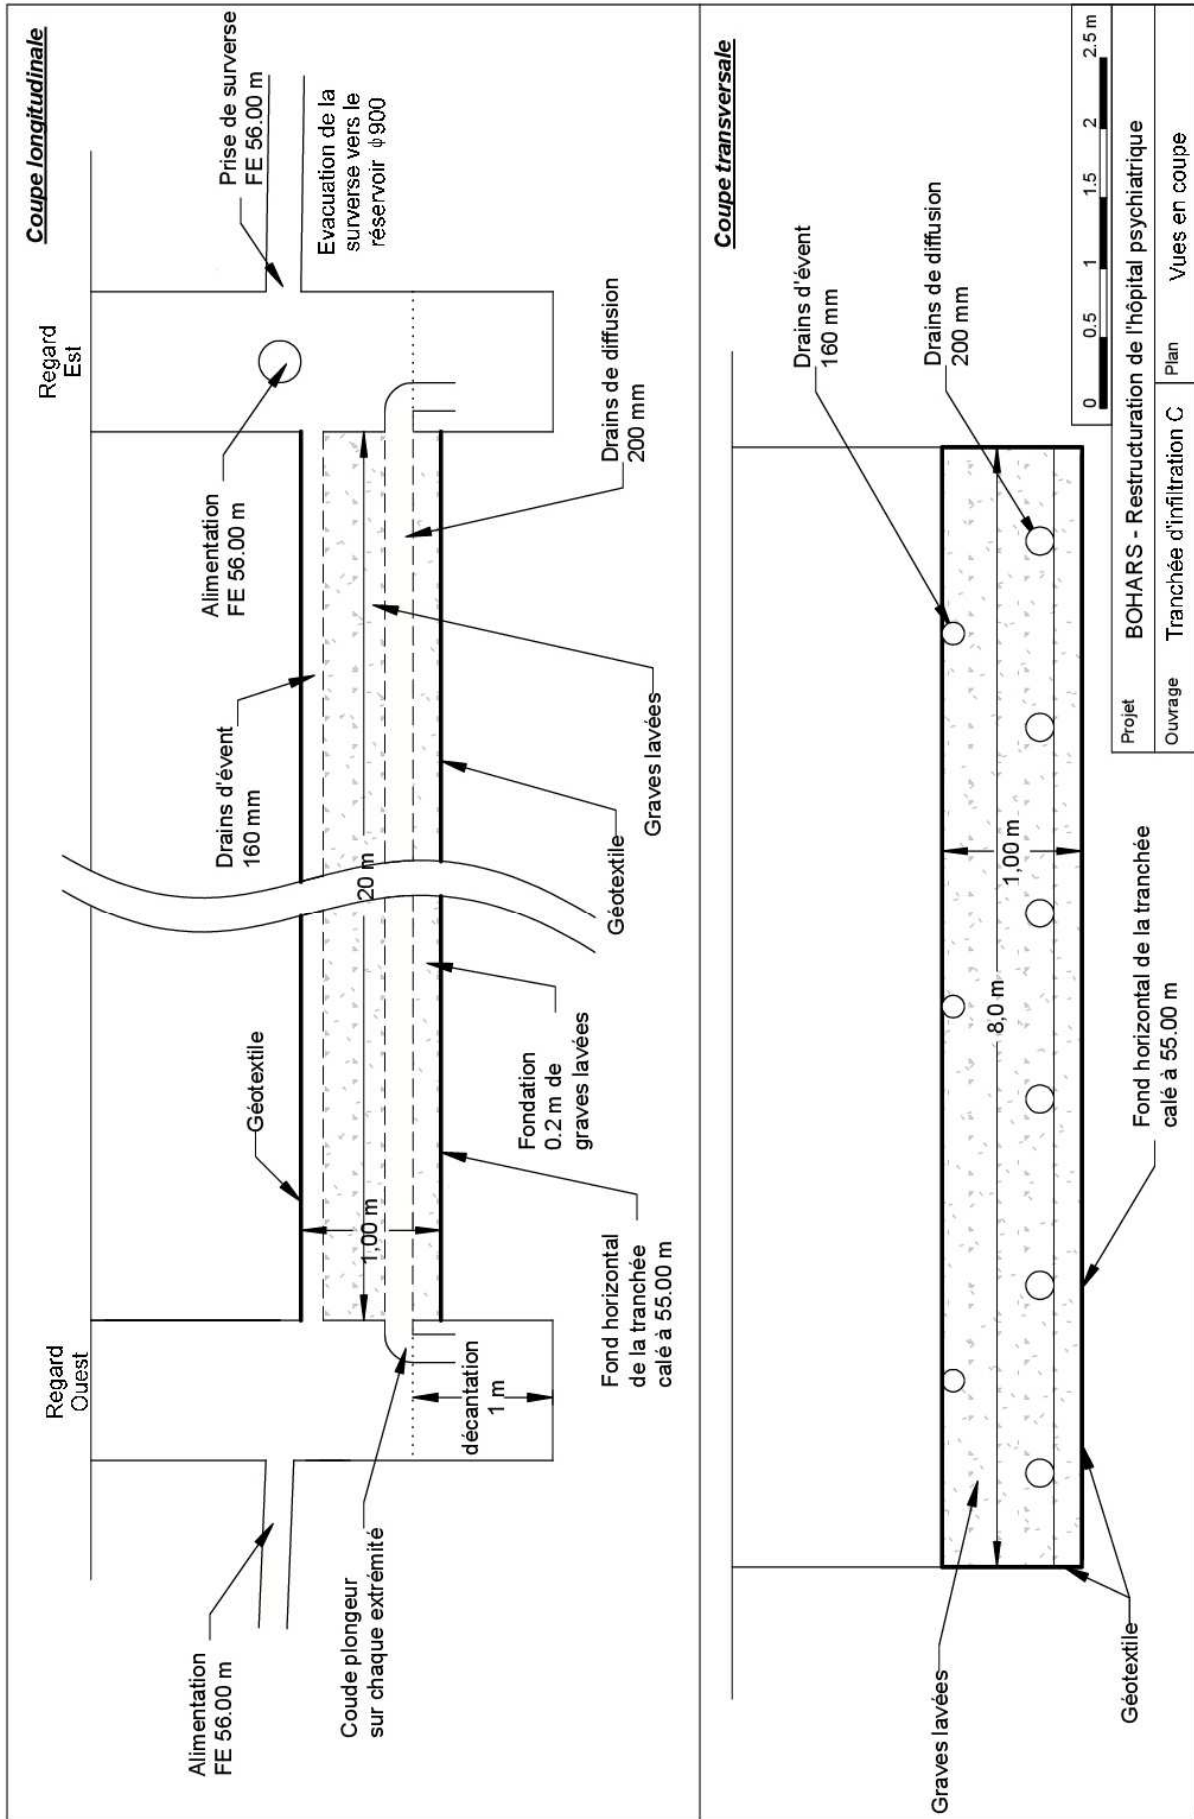 Coupe longitudinale
Regard
Ouest
Regard
Est
Alimentation
FE 56.00 m
Géotextile
Drains d'évent
160 mm
Alimentation
FE 56.00 m
Prise de surverse
FE 56.00 m
Evacuation de la
surverse vers le
réservoir ϕ900
1,00 m
20 m
décantation
1 m
Coude plongeur
sur chaque extrémité
Fond horizontal
de la tranchée
calé à 55.00 m
Fondation
0.2 m de
graves lavées
Géotextile
Graves lavées
Drains de diffusion
200 mm
Coupe transversale
Drains d'évent
160 mm
Drains de diffusion
200 mm
8,0 m
1,00 m
Graves lavées
Géotextile
Fond horizontal de la tranchée
calé à 55.00 m
0 0.5 1 1.5 2 2.5 m
Projet BOHARS - Restructuration de l'hôpital psychiatrique
Ouvrage Tranchée d'infiltration C Plan Vues en coupe